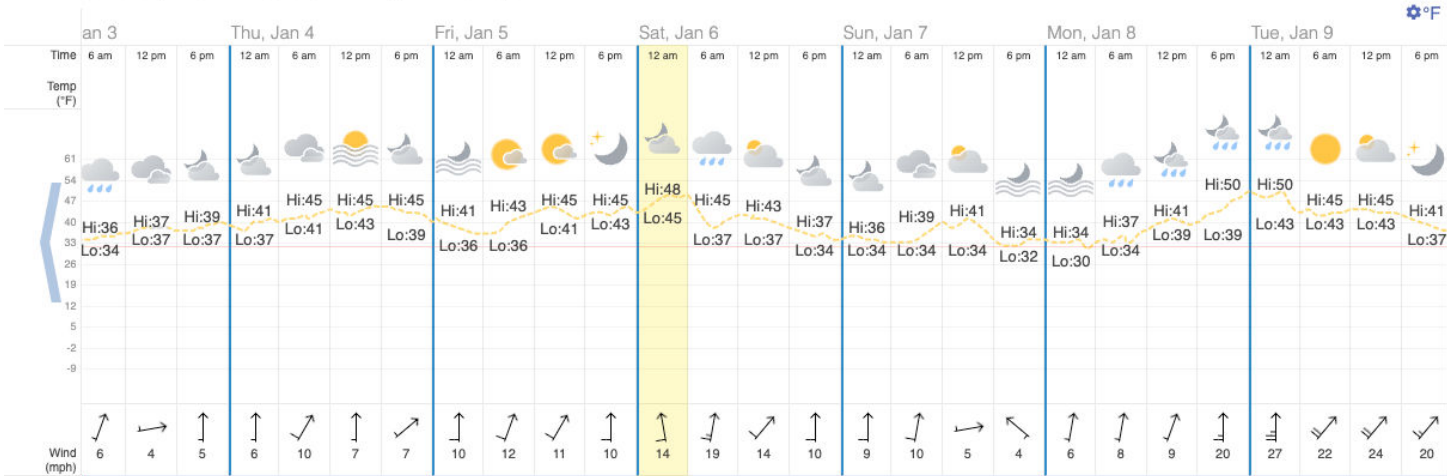 °F
an 3 Thu, Jan 4 Fri, Jan 5 Sat, Jan 6 Sun, Jan 7 Mon, Jan 8 Tue, Jan 9
Time 6 am 12 pm 6 pm 12 am 6 am 12 pm 6 pm 12 am 6 am 12 pm 6 pm 12 am 6 am 12 pm 6 pm 12 am 6 am 12 pm 6 pm 12 am 6 am 12 pm 6 pm 12 am 6 am 12 pm 6 pm
Temp
(°F)
61
54
47
40
33
26
19
12
5
-2
-9
Hi:36 Hi:37 Hi:39 Hi:41 Hi:45 Hi:45 Hi:45 Hi:41 Hi:43 Hi:45 Hi:45 Hi:48 Hi:45 Hi:43 Hi:37 Hi:36 Hi:39 Hi:41 Hi:34 Hi:34 Hi:37 Hi:41 Hi:50 Hi:50 Hi:45 Hi:45 Hi:41
Lo:34 Lo:37 Lo:37 Lo:37 Lo:41 Lo:43 Lo:39 Lo:36 Lo:36 Lo:41 Lo:43 Lo:45 Lo:37 Lo:37 Lo:34 Lo:34 Lo:34 Lo:34 Lo:32 Lo:30 Lo:34 Lo:39 Lo:39 Lo:43 Lo:43 Lo:43 Lo:37
Wind 6 4 5 6 10 7 7 10 12 11 10 14 19 14 10 9 10 5 4 6 8 9 20 27 22 24 20
(mph)